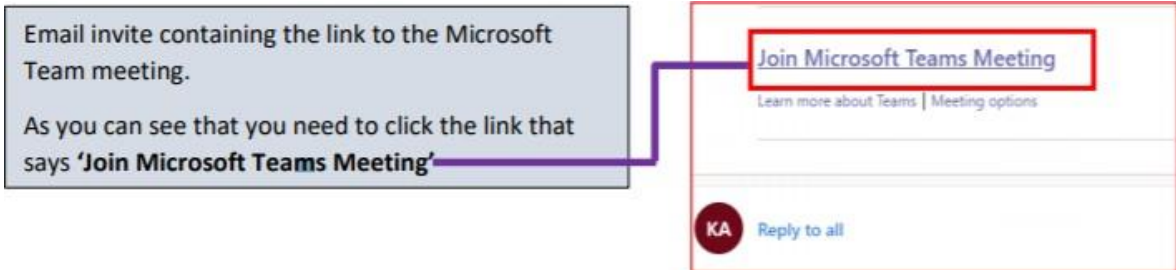 Email invite containing the link to the Microsoft
Team meeting.
As you can see that you need to click the link that
says ‘Join Microsoft Teams Meeting’
Join Microsoft Teams Meeting
Learn more about Teams | Meeting options
KA
Reply to all